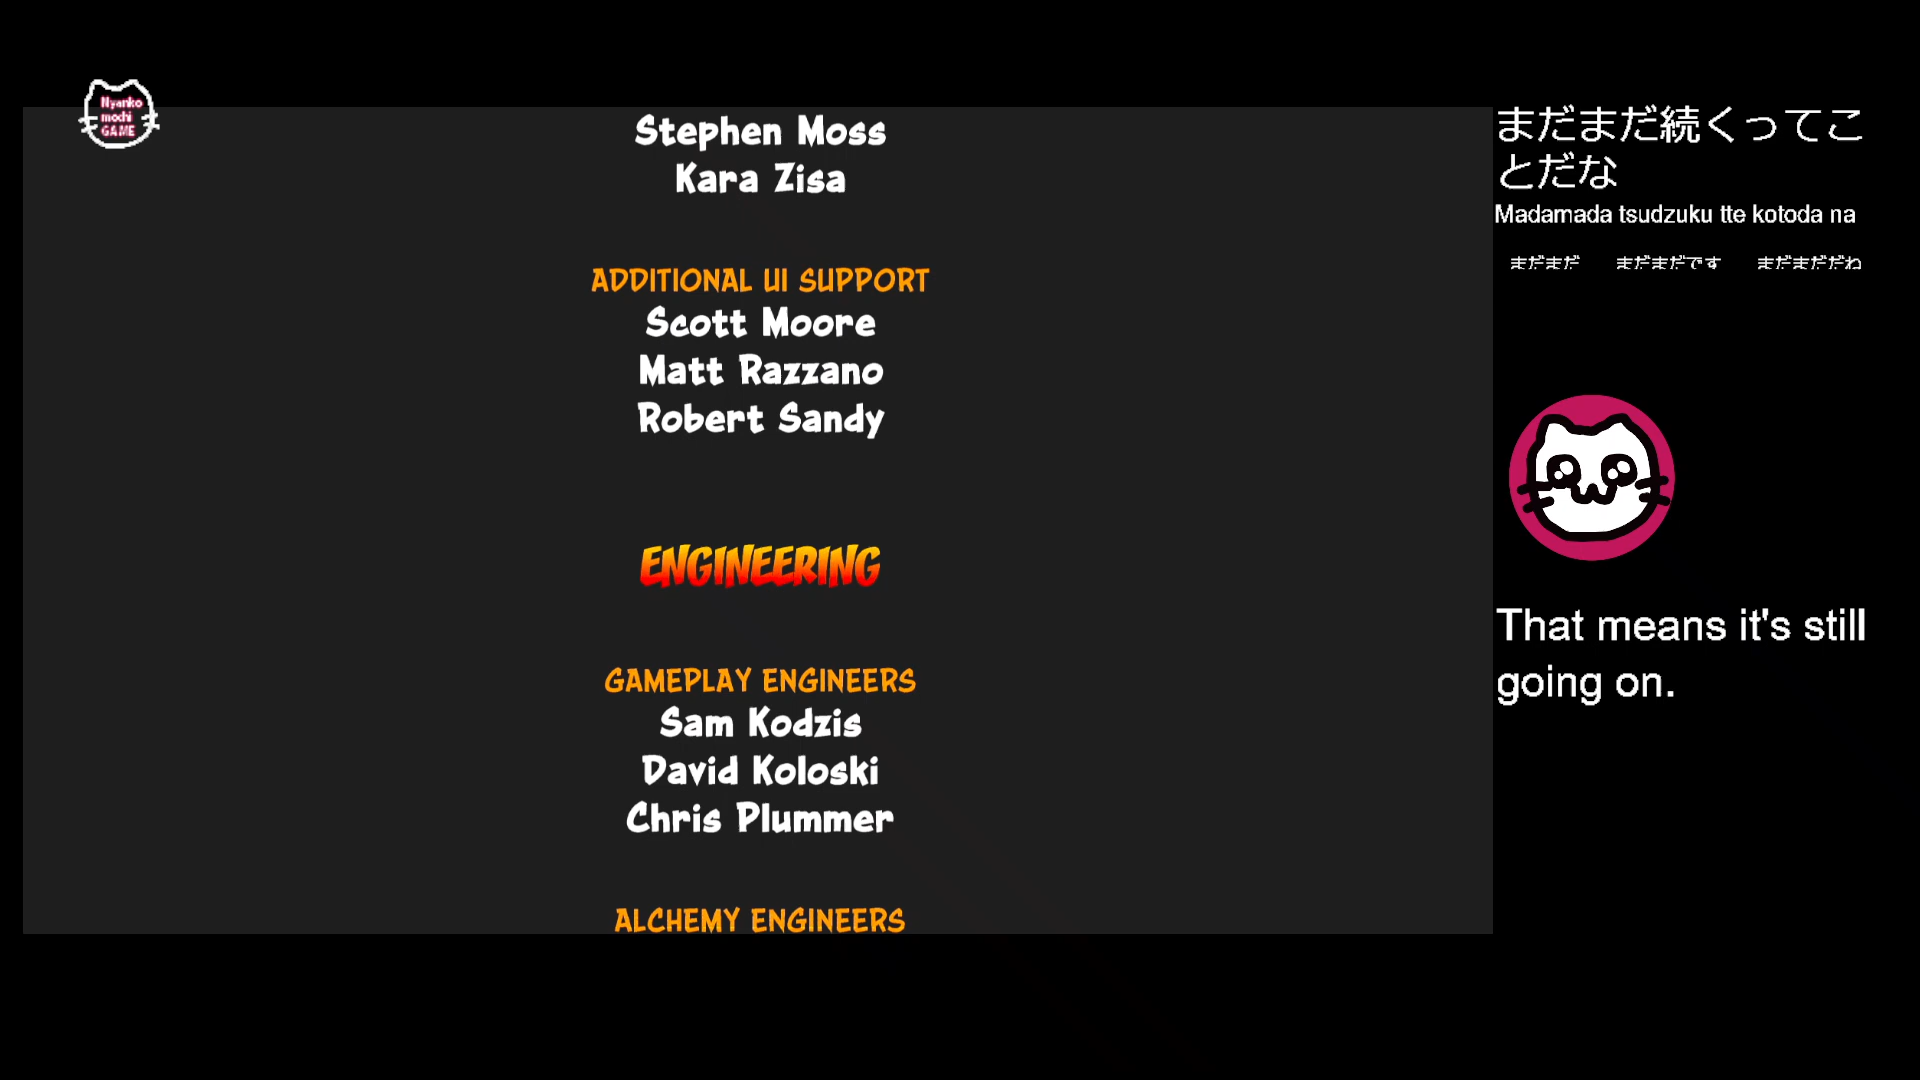 Nyanko
mochi
GAME
Stephen Moss
Kara Zisa
ADDITIONAL UI SUPPORT
Scott Moore
Matt Razzano
Robert Sandy
ENGINEERING
GAMEPLAY ENGINEERS
Sam Kodzis
David Koloski
Chris Plummer
ALCHEMY ENGINEERS
まだまだ続くってこ
とだな
Madamada tsudzuku tte kotoda na
まだまだ まだまだです まだまだだね
That means it's still
going on.